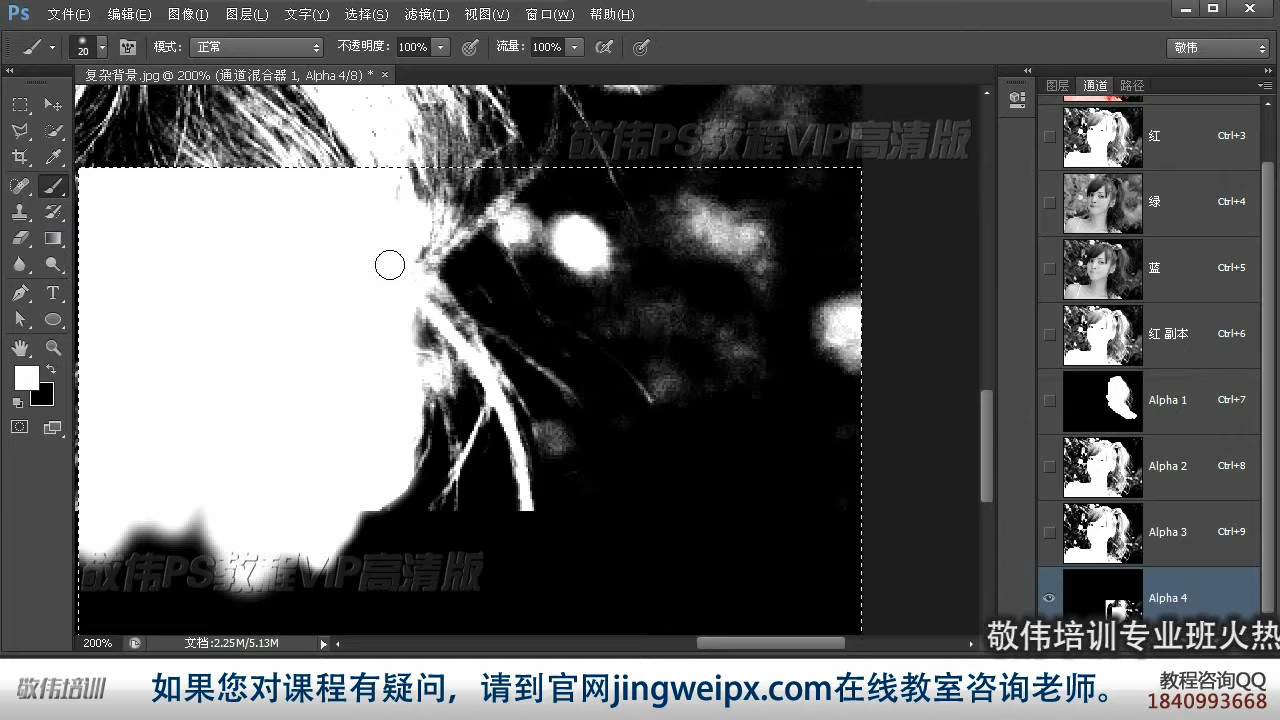 Ps 文件(F) 编辑(E) 图像(I) 图层(L) 文字(Y) 选择(S) 滤镜(T) 视图(V) 窗口(W) 帮助(H)
20 模式: 正常 不透明度: 100% 流量: 100% 敬伟
复杂背景.jpg @ 200% (通道混合器 1, Alpha 4/8) * ×
图层 通道 路径
敬伟PS教程VIP高清版
红 Ctrl+3
绿 Ctrl+4
蓝 Ctrl+5
红 副本 Ctrl+6
Alpha 1 Ctrl+7
Alpha 2 Ctrl+8
Alpha 3 Ctrl+9
Alpha 4
敬伟PS教程VIP高清版
敬伟培训专业班火热
200% 文档:2.25M/5.13M
敬伟培训 如果您对课程有疑问，请到官网jingweipx.com在线教室咨询老师。
教程咨询QQ
1840993668